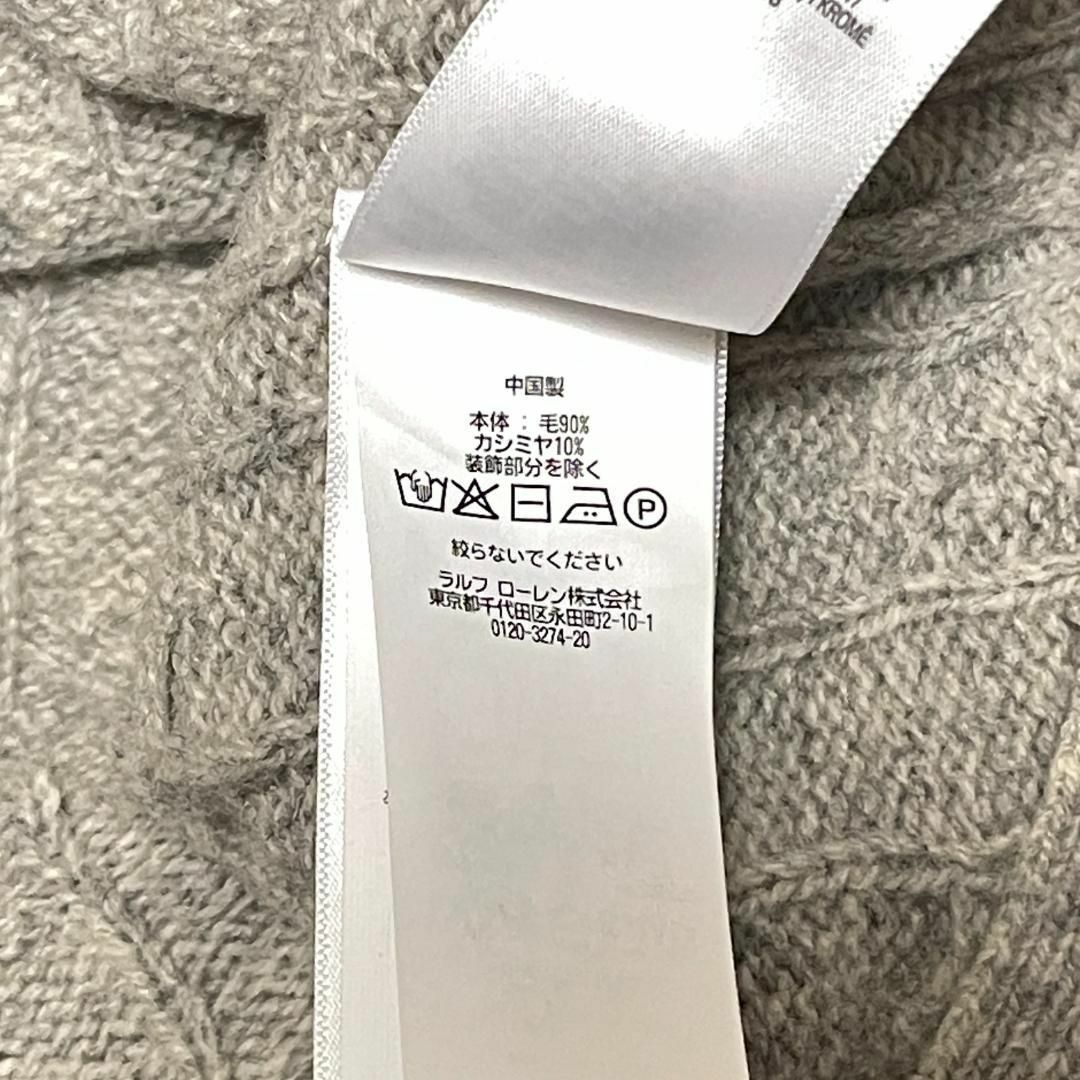 KROMĚ
中国製
本体 : 毛90%
カシミヤ10%
装飾部分を除く
P
絞らないでください
ラルフ ローレン株式会社
東京都千代田区永田町2-10-1
0120-3274-20